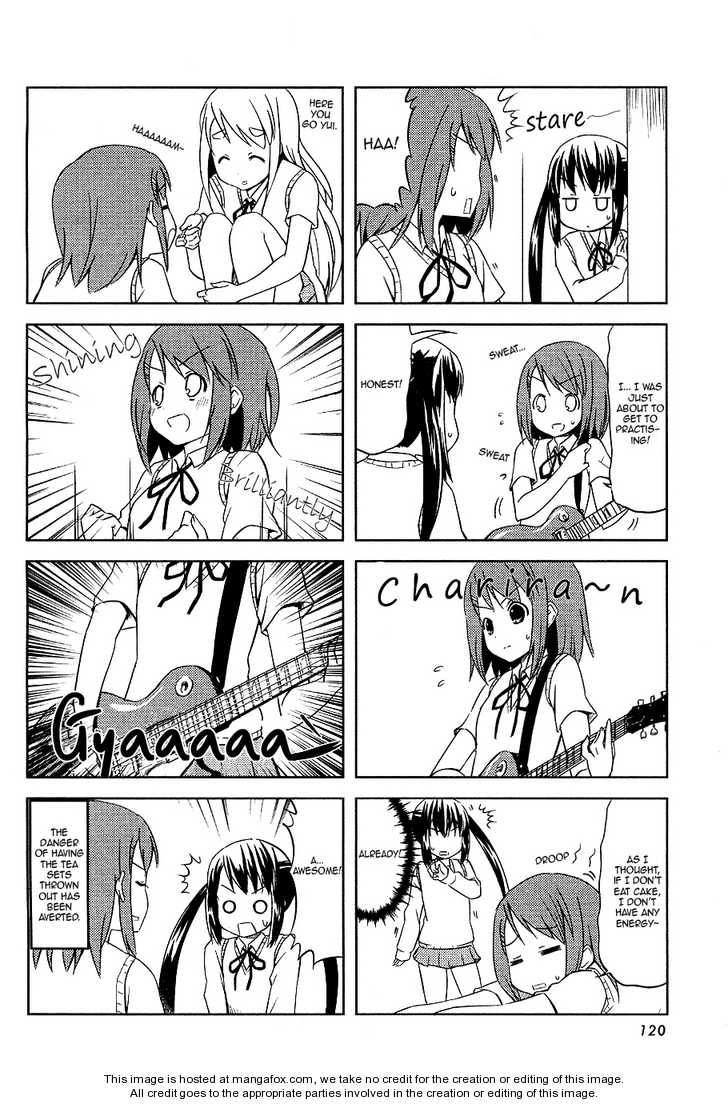 stare~
HAA!
I... I WAS
JUST
ABOUT TO
GET TO
PRACTIS-
ING!
SWEAT...
SWEAT
HONEST!
Charira~n
AS I
THOUGHT,
IF I DON'T
EAT CAKE,
I DON'T
HAVE ANY
ENERGY~
DROOP
ALREADY!
HERE
YOU
GO YUI.
HAAAAAAM~
Shining
Brilliantly
Gyaaaaaa
A...
AWESOME!
THE
DANGER
OF HAVING
THE TEA
SETS
THROWN
OUT HAS
BEEN
AVERTED.
120
This image is hosted at mangafox.com, we take no credit for the creation or editing of this image.
All credit goes to the appropriate parties involved in the creation or editing of this image.